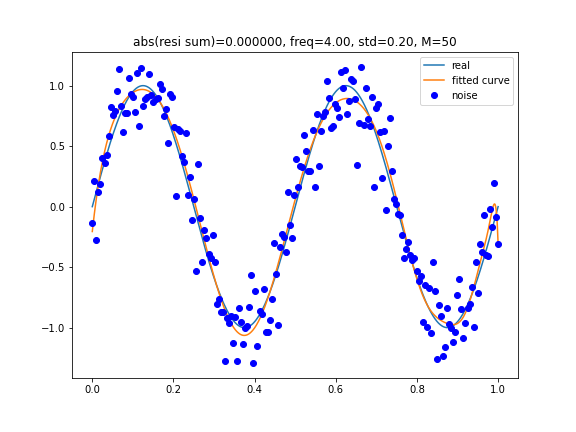 abs(resi sum)=0.000000, freq=4.00, std=0.20, M=50
real
fitted curve
noise
1.0
0.5
0.0
−0.5
−1.0
0.0 0.2 0.4 0.6 0.8 1.0